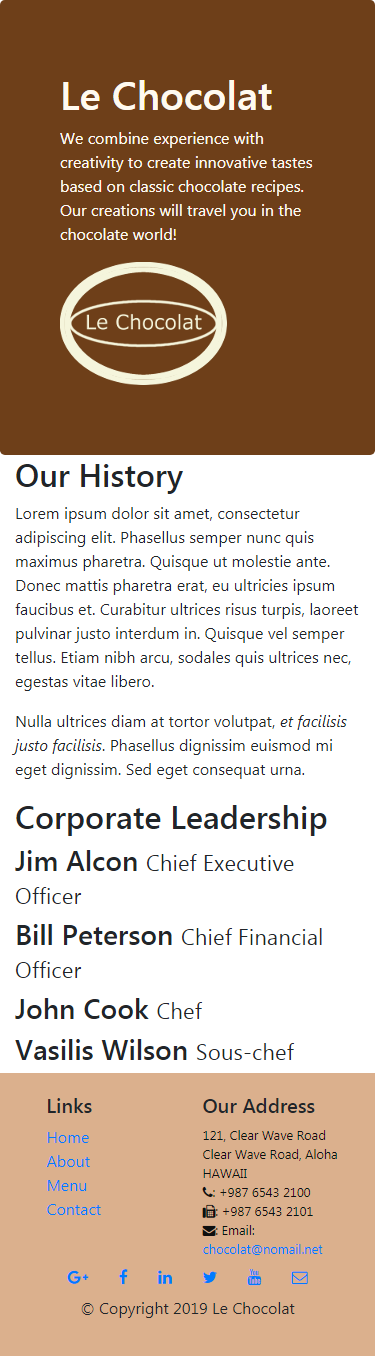 Le Chocolat
We combine experience with
creativity to create innovative tastes
based on classic chocolate recipes.
Our creations will travel you in the
chocolate world!
Le Chocolat
Our History
Lorem ipsum dolor sit amet, consectetur
adipiscing elit. Phasellus semper nunc quis
maximus pharetra. Quisque ut molestie ante.
Donec mattis pharetra erat, eu ultricies ipsum
faucibus et. Curabitur ultrices risus turpis, laoreet
pulvinar justo interdum in. Quisque vel semper
tellus. Etiam nibh arcu, sodales quis ultrices nec,
egestas vitae libero.
Nulla ultrices diam at tortor volutpat, et facilisis
justo facilisis. Phasellus dignissim euismod mi
eget dignissim. Sed eget consequat urna.
Corporate Leadership
Jim Alcon Chief Executive
Officer
Bill Peterson Chief Financial
Officer
John Cook Chef
Vasilis Wilson Sous-chef
Links
Home
About
Menu
Contact
Our Address
121, Clear Wave Road
Clear Wave Road, Aloha
HAWAII
: +987 6543 2100
: +987 6543 2101
: Email:
chocolat@nomail.net
© Copyright 2019 Le Chocolat